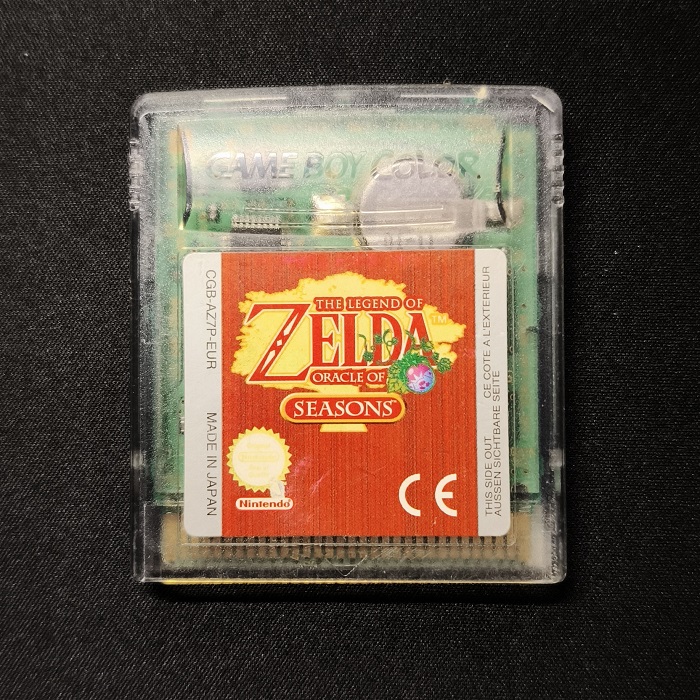 GAME BOY COLOR
CGB-AZ7P-EUR
MADE IN JAPAN
THE LEGEND OF
ZELDA TM
ORACLE OF
SEASONS
Nintendo
CE
THIS SIDE OUT CE COTE A L'EXTERIEUR
AUSSEN SICHTBARE SEITE